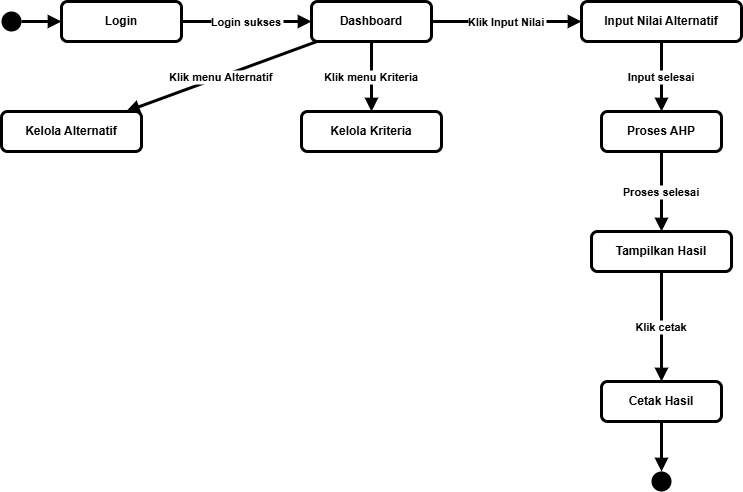 Login
Login sukses
Dashboard
Klik Input Nilai
Input Nilai Alternatif
Klik menu Alternatif
Klik menu Kriteria
Input selesai
Kelola Alternatif
Kelola Kriteria
Proses AHP
Proses selesai
Tampilkan Hasil
Klik cetak
Cetak Hasil